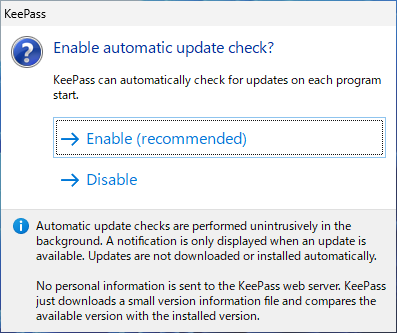 KeePass
Enable automatic update check?
KeePass can automatically check for updates on each program
start.
Enable (recommended)
Disable
Automatic update checks are performed unintrusively in the
background. A notification is only displayed when an update is
available. Updates are not downloaded or installed automatically.
No personal information is sent to the KeePass web server. KeePass
just downloads a small version information file and compares the
available version with the installed version.